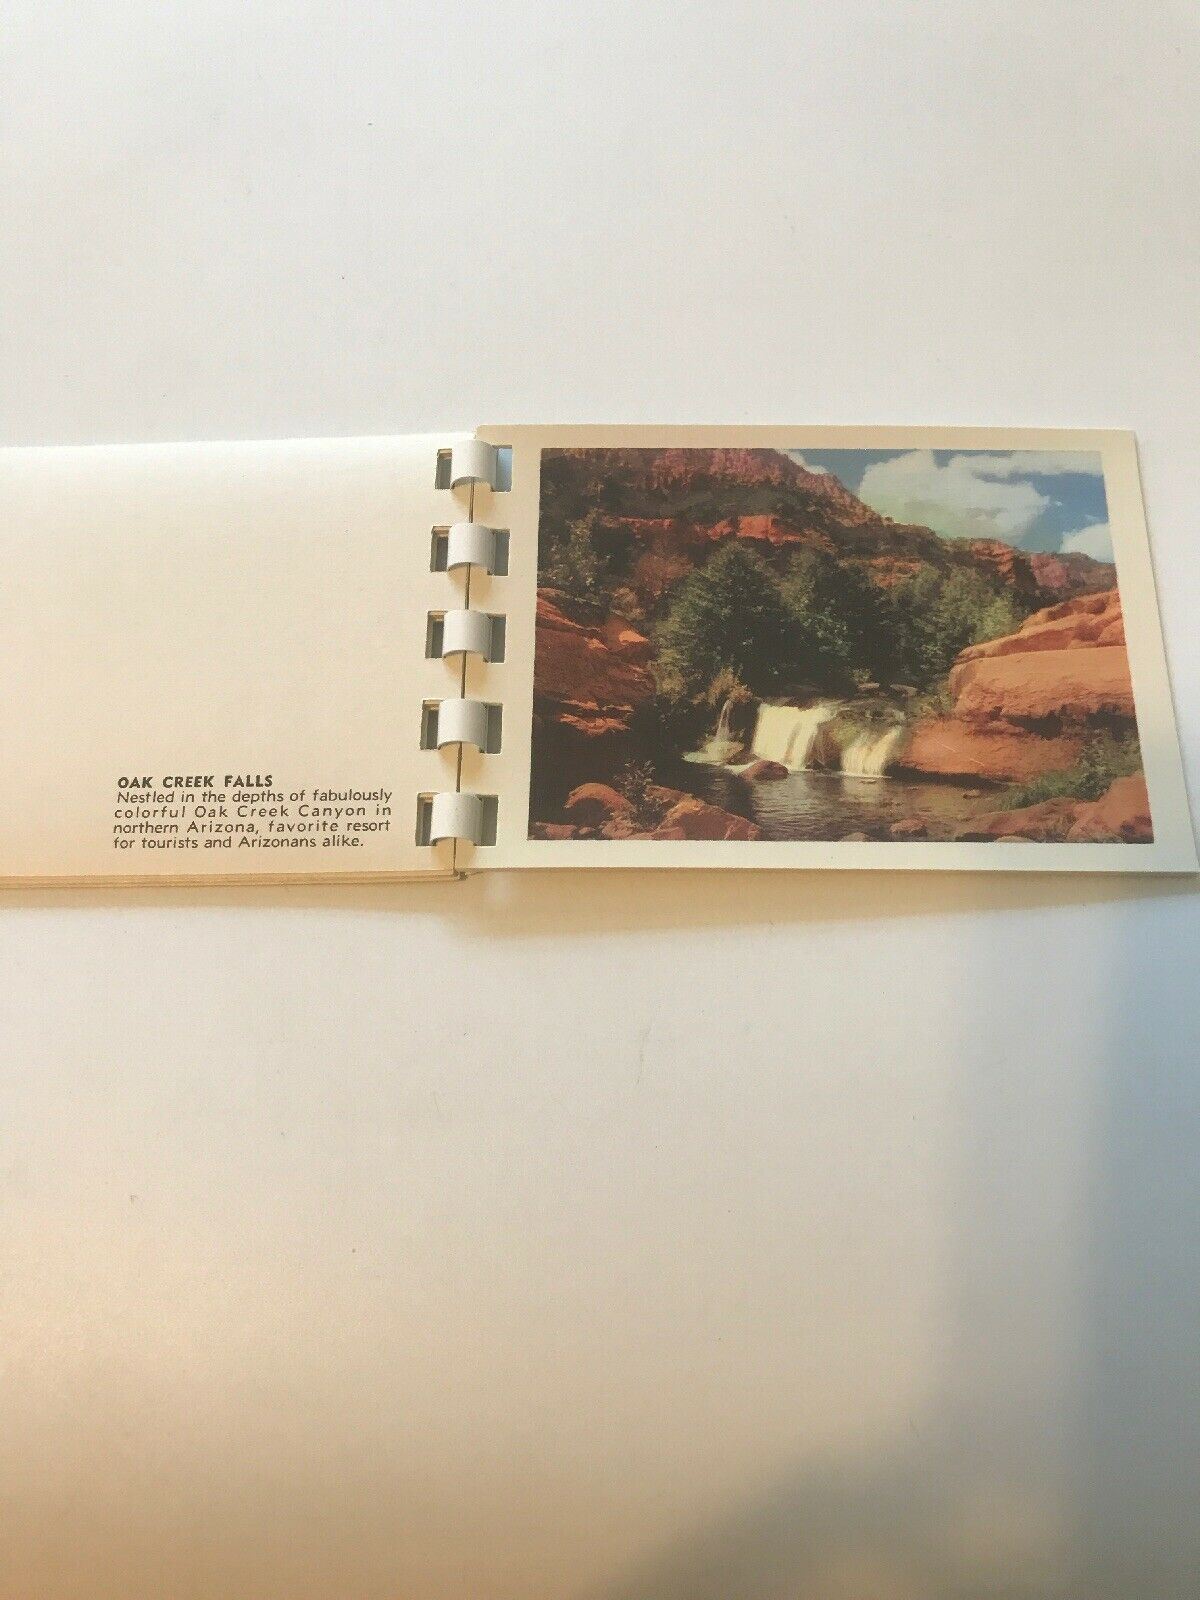 OAK CREEK FALLS
Nestled in the depths of fabulously
colorful Oak Creek Canyon in
northern Arizona, favorite resort
for tourists and Arizonans alike.